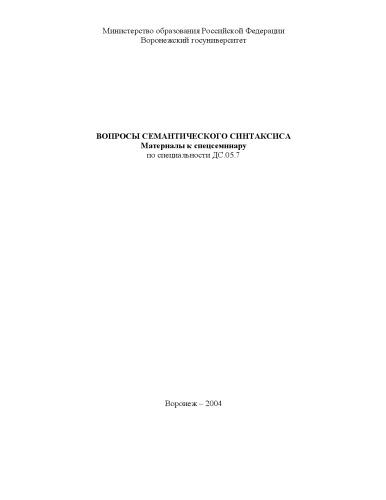 Министерство образования Российской Федерации
Воронежский госуниверситет
ВОПРОСЫ СЕМАНТИЧЕСКОГО СИНТАКСИСА
Материалы к спецсеминару
по специальности ДС.05.7
Воронеж – 2004